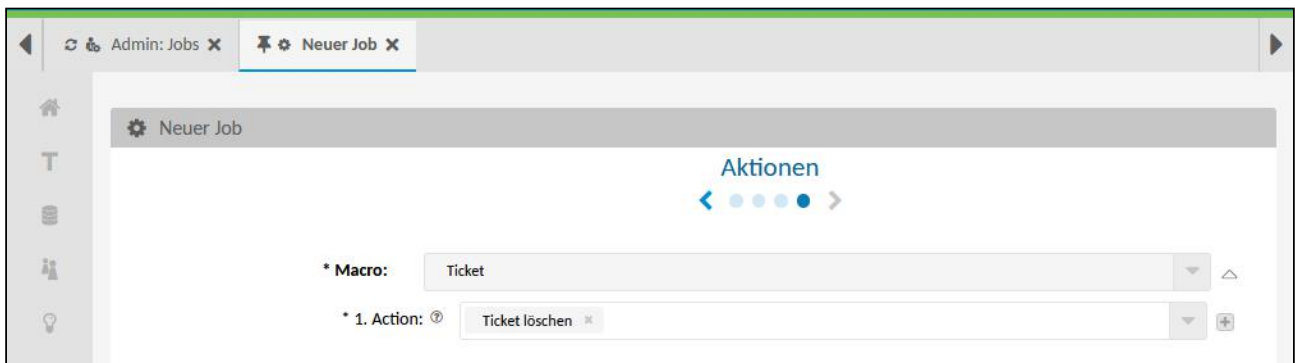 Admin: Jobs
Neuer Job
Neuer Job
Aktionen
* Macro: Ticket
* 1. Action: Ticket löschen